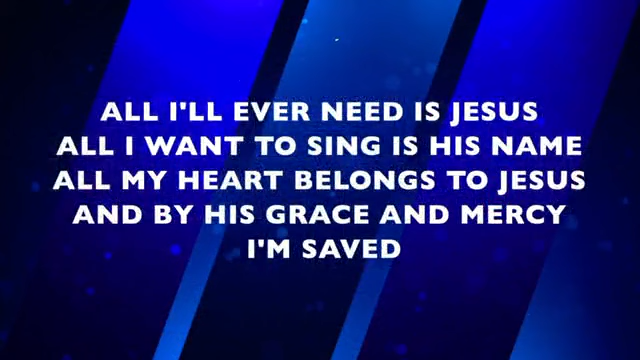 ALL I'LL EVER NEED IS JESUS
ALL I WANT TO SING IS HIS NAME
ALL MY HEART BELONGS TO JESUS
AND BY HIS GRACE AND MERCY
I'M SAVED